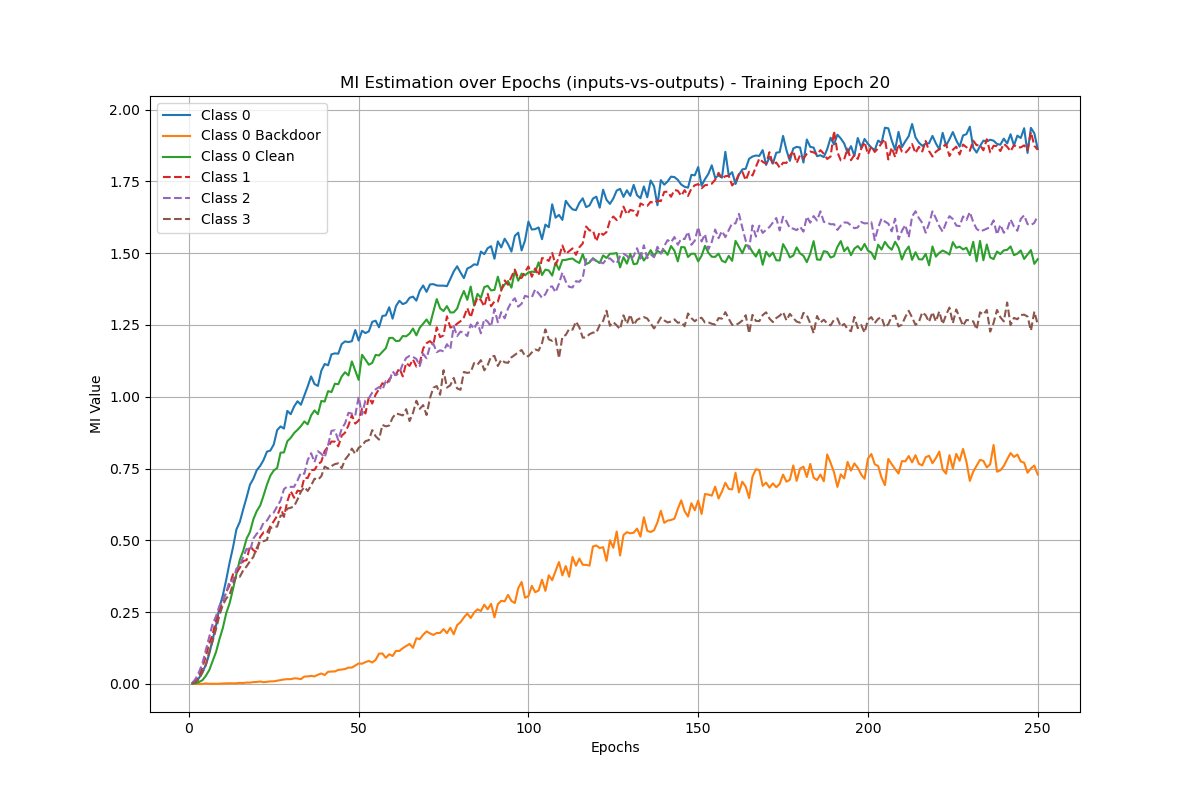 MI Estimation over Epochs (inputs-vs-outputs) - Training Epoch 20
2.00
1.75
1.50
1.25
1.00
0.75
0.50
0.25
0.00
MI Value
Class 0
Class 0 Backdoor
Class 0 Clean
Class 1
Class 2
Class 3
0 50 100 150 200 250
Epochs